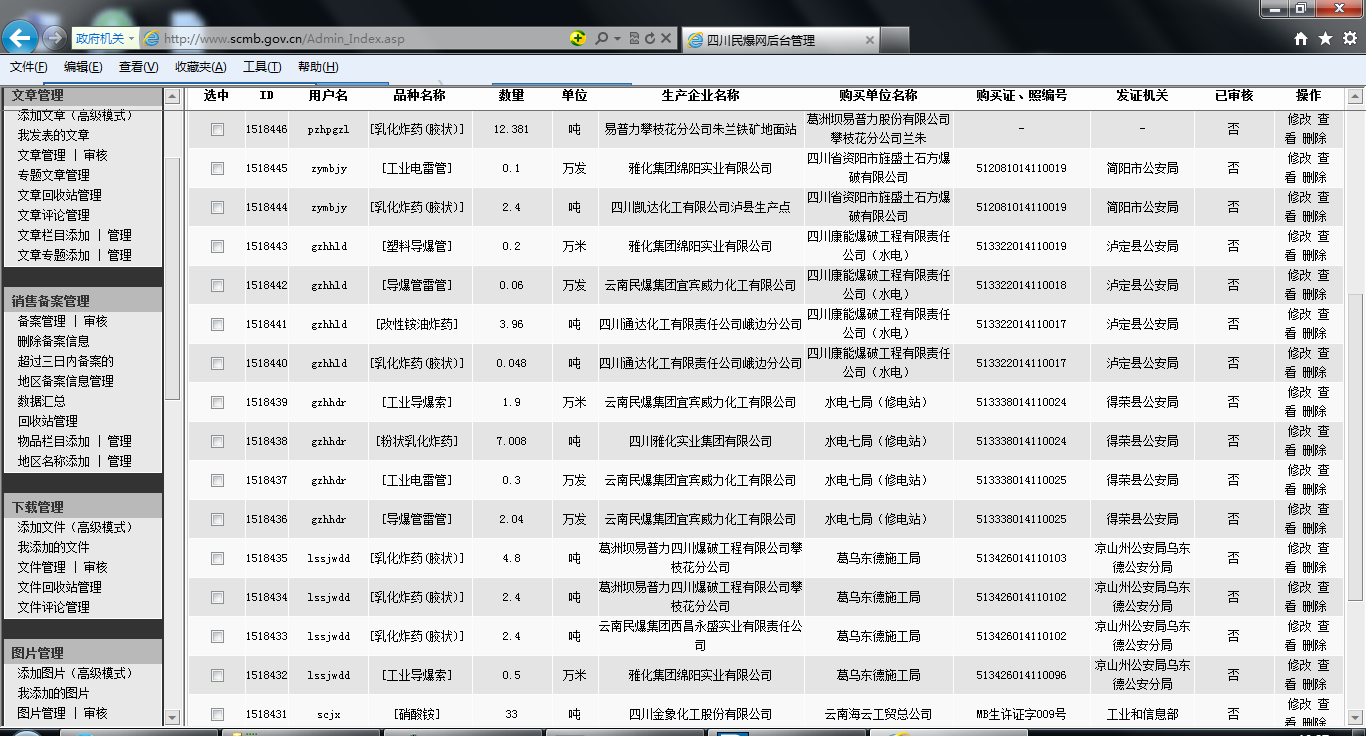 政府机关
http://www.scmb.gov.cn/Admin_Index.asp
四川民爆网后台管理
文件(F) 编辑(E) 查看(V) 收藏夹(A) 工具(T) 帮助(H)
文章管理
添加文章（高级模式）
我发表的文章
文章管理 | 审核
专题文章管理
文章回收站管理
文章评论管理
文章栏目添加 | 管理
文章专题添加 | 管理
销售备案管理
备案管理 | 审核
删除备案信息
超过三日内备案的
地区备案信息管理
数据汇总
回收站管理
物品栏目添加 | 管理
地区名称添加 | 管理
下载管理
添加文件（高级模式）
我添加的文件
文件管理 | 审核
文件回收站管理
文件评论管理
图片管理
添加图片（高级模式）
我添加的图片
图片管理 | 审核
选中 ID 用户名 品种名称 数量 单位 生产企业名称 购买单位名称 购买证、照编号 发证机关 已审核 操作
1518446 pzhpgzl [乳化炸药(胶状)] 12.381 吨 易普力攀枝花分公司朱兰铁矿地面站 葛洲坝易普力股份有限公司 - - 否 修改 查
攀枝花分公司兰朱 看 删除
1518445 zymbjy [工业电雷管] 0.1 万发 雅化集团绵阳实业有限公司 四川省资阳市旌盛土石方爆 512081014110019 简阳市公安局 否 修改 查
破有限公司 看 删除
1518444 zymbjy [乳化炸药(胶状)] 2.4 吨 四川凯达化工有限公司泸县生产点 四川省资阳市旌盛土石方爆 512081014110019 简阳市公安局 否 修改 查
破有限公司 看 删除
1518443 gzhhld [塑料导爆管] 0.2 万米 雅化集团绵阳实业有限公司 四川康能爆破工程有限责任 513322014110019 泸定县公安局 否 修改 查
公司（水电） 看 删除
1518442 gzhhld [导爆管雷管] 0.06 万发 云南民爆集团宜宾威力化工有限公司 四川康能爆破工程有限责任 513322014110018 泸定县公安局 否 修改 查
公司（水电） 看 删除
1518441 gzhhld [改性铵油炸药] 3.96 吨 四川通达化工有限责任公司峨边分公司 四川康能爆破工程有限责任 513322014110017 泸定县公安局 否 修改 查
公司（水电） 看 删除
1518440 gzhhld [乳化炸药(胶状)] 0.048 吨 四川通达化工有限责任公司峨边分公司 四川康能爆破工程有限责任 513322014110017 泸定县公安局 否 修改 查
公司（水电） 看 删除
1518439 gzhhdr [工业导爆索] 1.9 万米 云南民爆集团宜宾威力化工有限公司 水电七局（修电站） 513338014110024 得荣县公安局 否 修改 查
看 删除
1518438 gzhhdr [粉状乳化炸药] 7.008 吨 四川雅化实业集团有限公司 水电七局（修电站） 513338014110024 得荣县公安局 否 修改 查
看 删除
1518437 gzhhdr [工业电雷管] 0.3 万发 云南民爆集团宜宾威力化工有限公司 水电七局（修电站） 513338014110025 得荣县公安局 否 修改 查
看 删除
1518436 gzhhdr [导爆管雷管] 2.04 万发 云南民爆集团宜宾威力化工有限公司 水电七局（修电站） 513338014110025 得荣县公安局 否 修改 查
看 删除
1518435 lssjwdd [乳化炸药(胶状)] 4.8 吨 葛洲坝易普力四川爆破工程有限公司攀 葛乌东德施工局 513426014110103 凉山州公安局乌东 否 修改 查
枝花分公司 德公安分局 看 删除
1518434 lssjwdd [乳化炸药(胶状)] 2.4 吨 葛洲坝易普力四川爆破工程有限公司攀 葛乌东德施工局 513426014110102 凉山州公安局乌东 否 修改 查
枝花分公司 德公安分局 看 删除
1518433 lssjwdd [乳化炸药(胶状)] 2.4 吨 云南民爆集团西昌永盛实业有限责任公 葛乌东德施工局 513426014110102 凉山州公安局乌东 否 修改 查
司 德公安分局 看 删除
1518432 lssjwdd [工业导爆索] 0.5 万米 雅化集团绵阳实业有限公司 葛乌东德施工局 513426014110096 凉山州公安局乌东 否 修改 查
德公安分局 看 删除
1518431 scjx [硝酸铵] 33 吨 四川金象化工股份有限公司 云南海云工贸总公司 MB生许证字009号 工业和信息部 否 修改 查
看 删除